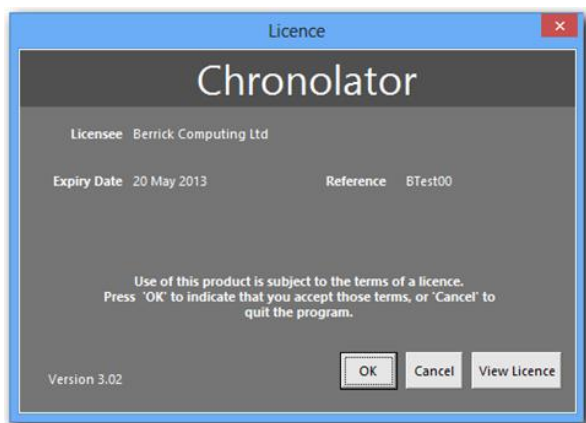 Licence
Chronolator
Licensee Berrick Computing Ltd
Expiry Date 20 May 2013 Reference BTest00
Use of this product is subject to the terms of a licence.
Press 'OK' to indicate that you accept those terms, or 'Cancel' to
quit the program.
Version 3.02 OK Cancel View Licence